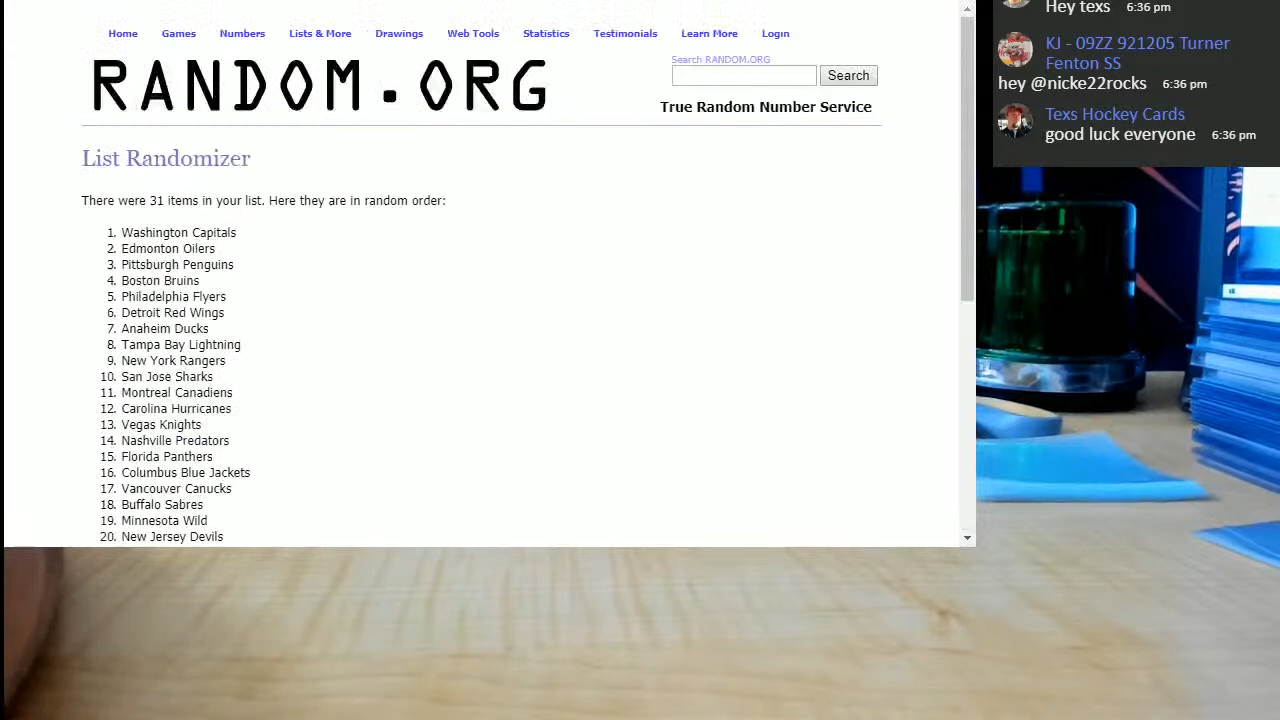 Home Games Numbers Lists & More Drawings Web Tools Statistics Testimonials Learn More Login
RANDOM.ORG
Search RANDOM.ORG
Search
True Random Number Service
List Randomizer
There were 31 items in your list. Here they are in random order:
1. Washington Capitals
2. Edmonton Oilers
3. Pittsburgh Penguins
4. Boston Bruins
5. Philadelphia Flyers
6. Detroit Red Wings
7. Anaheim Ducks
8. Tampa Bay Lightning
9. New York Rangers
10. San Jose Sharks
11. Montreal Canadiens
12. Carolina Hurricanes
13. Vegas Knights
14. Nashville Predators
15. Florida Panthers
16. Columbus Blue Jackets
17. Vancouver Canucks
18. Buffalo Sabres
19. Minnesota Wild
20. New Jersey Devils
Hey texs 6:36 pm
KJ - 09ZZ 921205 Turner
Fenton SS
hey @nicke22rocks 6:36 pm
Texs Hockey Cards
good luck everyone 6:36 pm